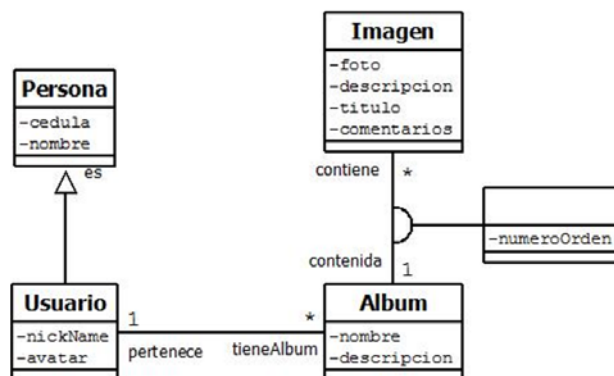 Imagen
-foto
-descripcion
-titulo
-comentarios
Persona
-cedula
-nombre
es
contiene
*
-numeroOrden
contenida
1
Usuario
-nickName
-avatar
1
*
pertenece
tieneAlbum
Album
-nombre
-descripcion